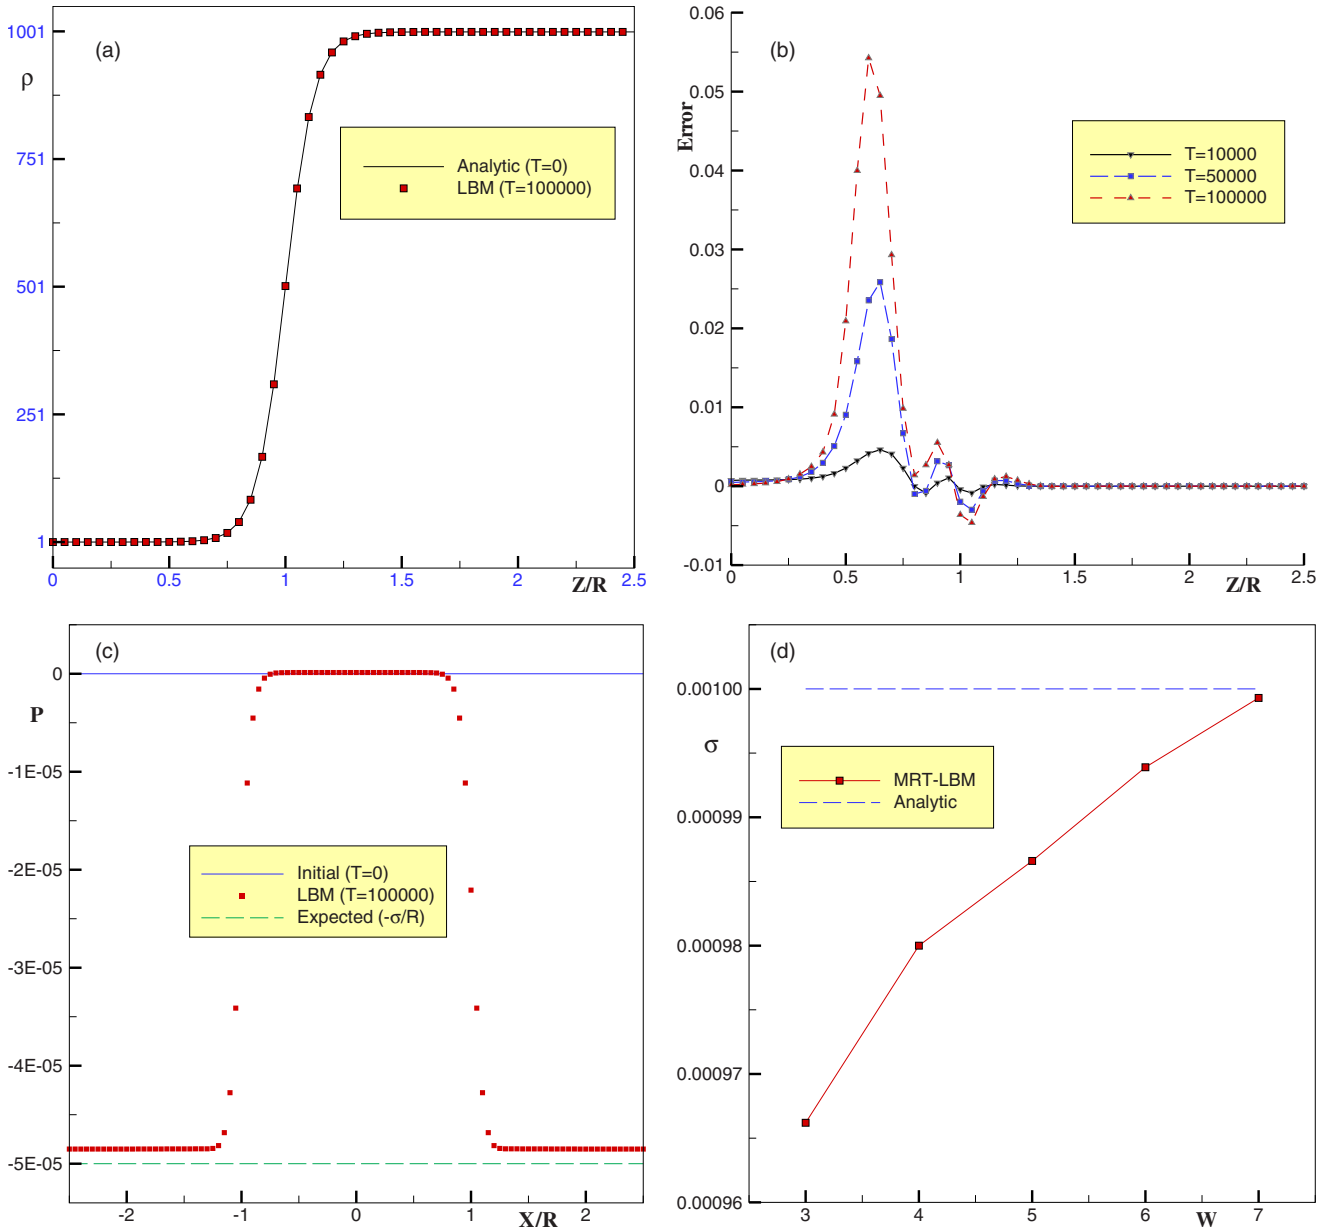 (a)
1001
751
501
251
1
ρ
Analytic (T=0)
LBM (T=100000)
0
0.5
1
1.5
2
2.5
Z/R
(b)
0.06
0.05
0.04
0.03
0.02
0.01
0
-0.01
Error
T=10000
T=50000
T=100000
0
0.5
1
1.5
2
2.5
Z/R
(c)
0
-1E-05
-2E-05
-3E-05
-4E-05
-5E-05
P
Initial (T=0)
LBM (T=100000)
Expected (-σ/R)
-2
-1
0
1
2
X/R
(d)
0.00100
0.00099
0.00098
0.00097
0.00096
σ
MRT-LBM
Analytic
3
4
5
6
7
W